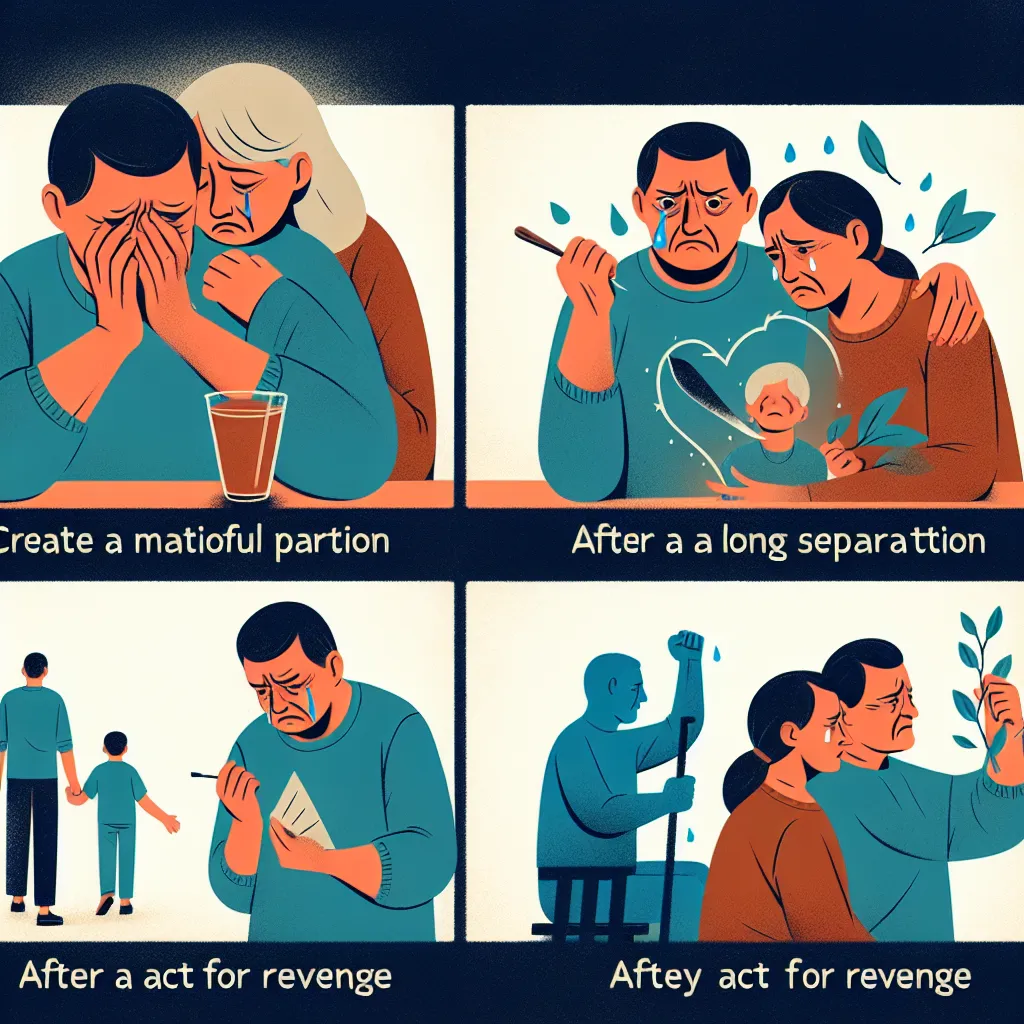 Create a matioful partion
After a a long separattion
After a act for revenge
Aftey act for revenge